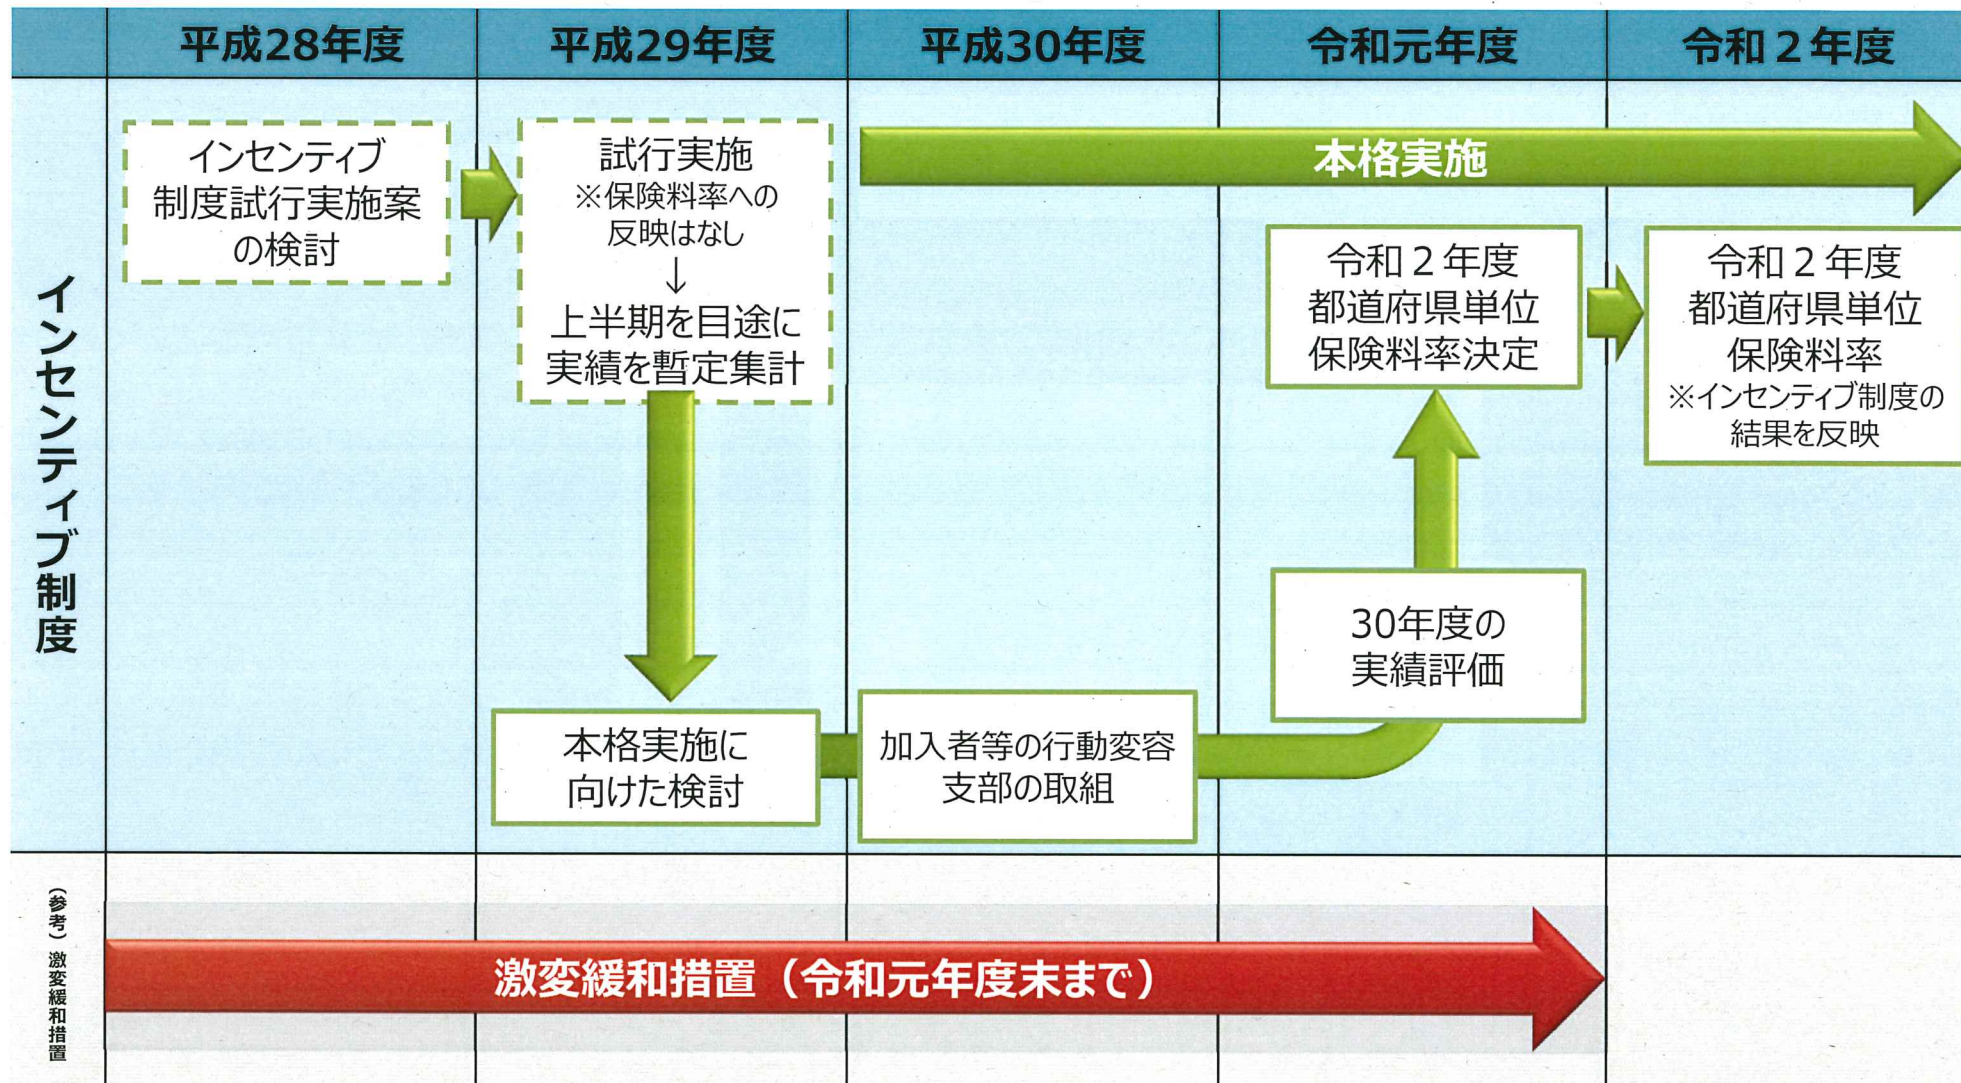 平成28年度
平成29年度
平成30年度
令和元年度
令和２年度
インセンティブ制度
インセンティブ
制度試行実施案
の検討
試行実施
※保険料率への
反映はなし
↓
上半期を目途に
実績を暫定集計
本格実施に
向けた検討
本格実施
加入者等の行動変容
支部の取組
30年度の
実績評価
令和２年度
都道府県単位
保険料率決定
令和２年度
都道府県単位
保険料率
※インセンティブ制度の
結果を反映
（参考）激変緩和措置
激変緩和措置（令和元年度末まで）